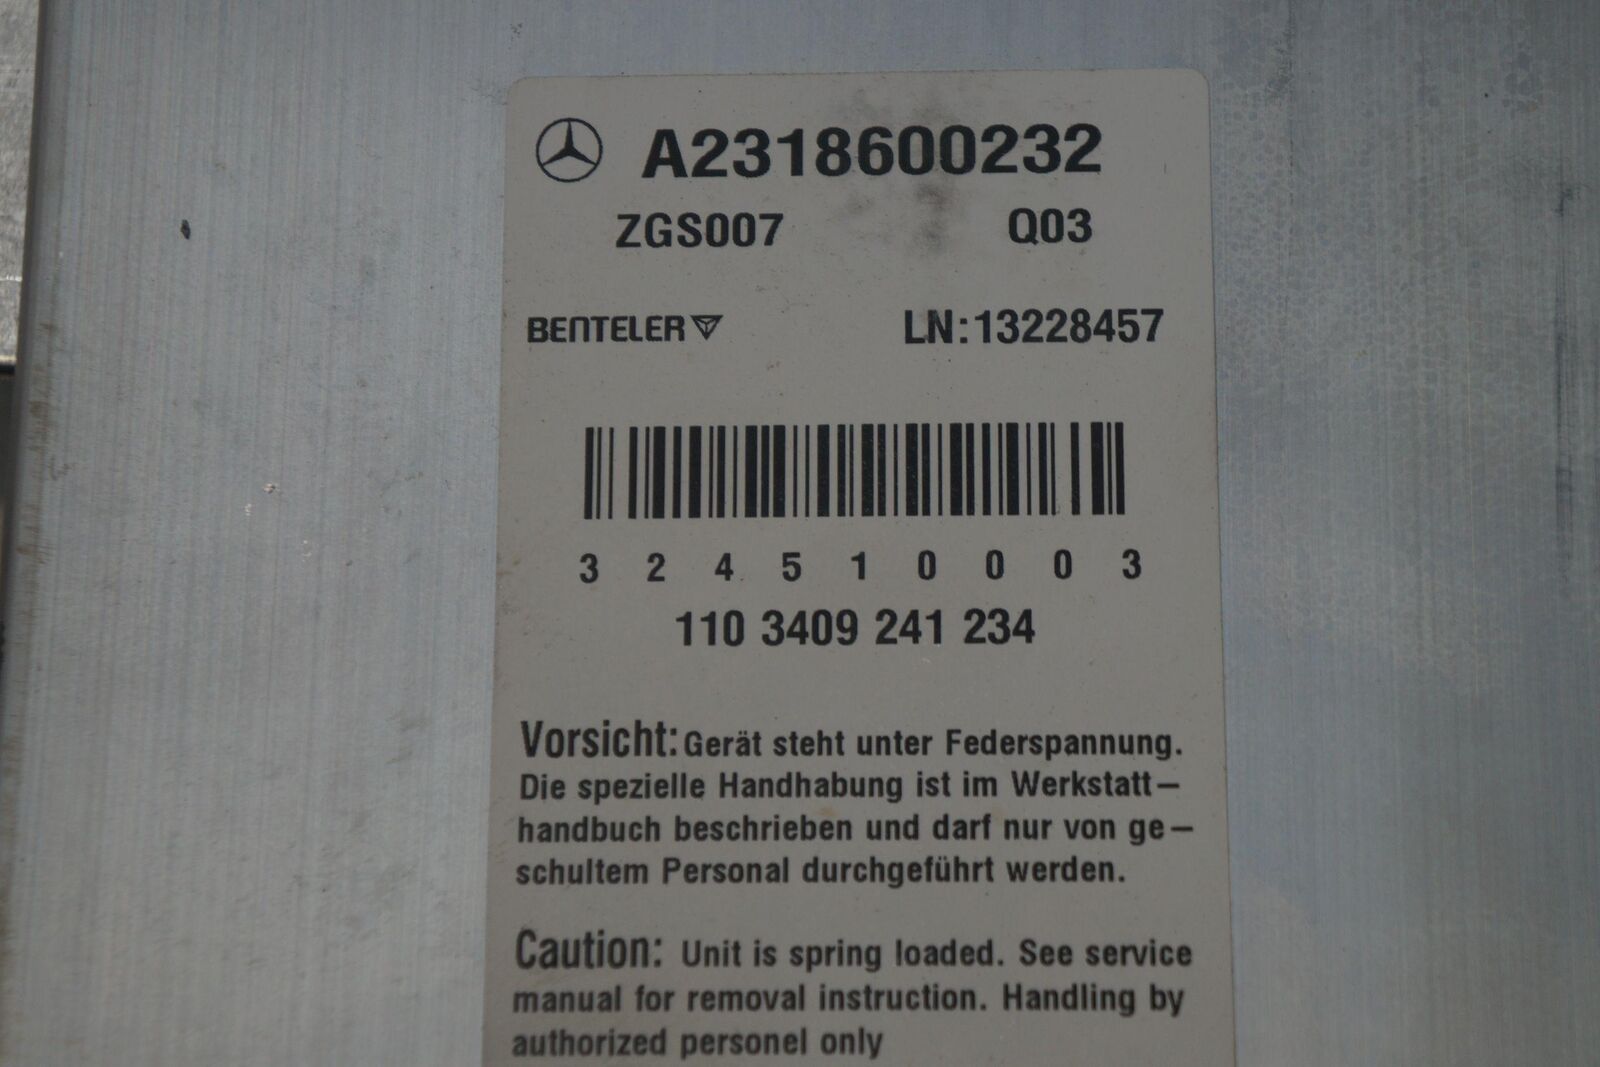 A2318600232
ZGS007 Q03
BENTELER LN:13228457
3 2 4 5 1 0 0 0 3
110 3409 241 234
Vorsicht: Gerät steht unter Federspannung.
Die spezielle Handhabung ist im Werkstatt-
handbuch beschrieben und darf nur von ge-
schultem Personal durchgeführt werden.
Caution: Unit is spring loaded. See service
manual for removal instruction. Handling by
authorized personel only